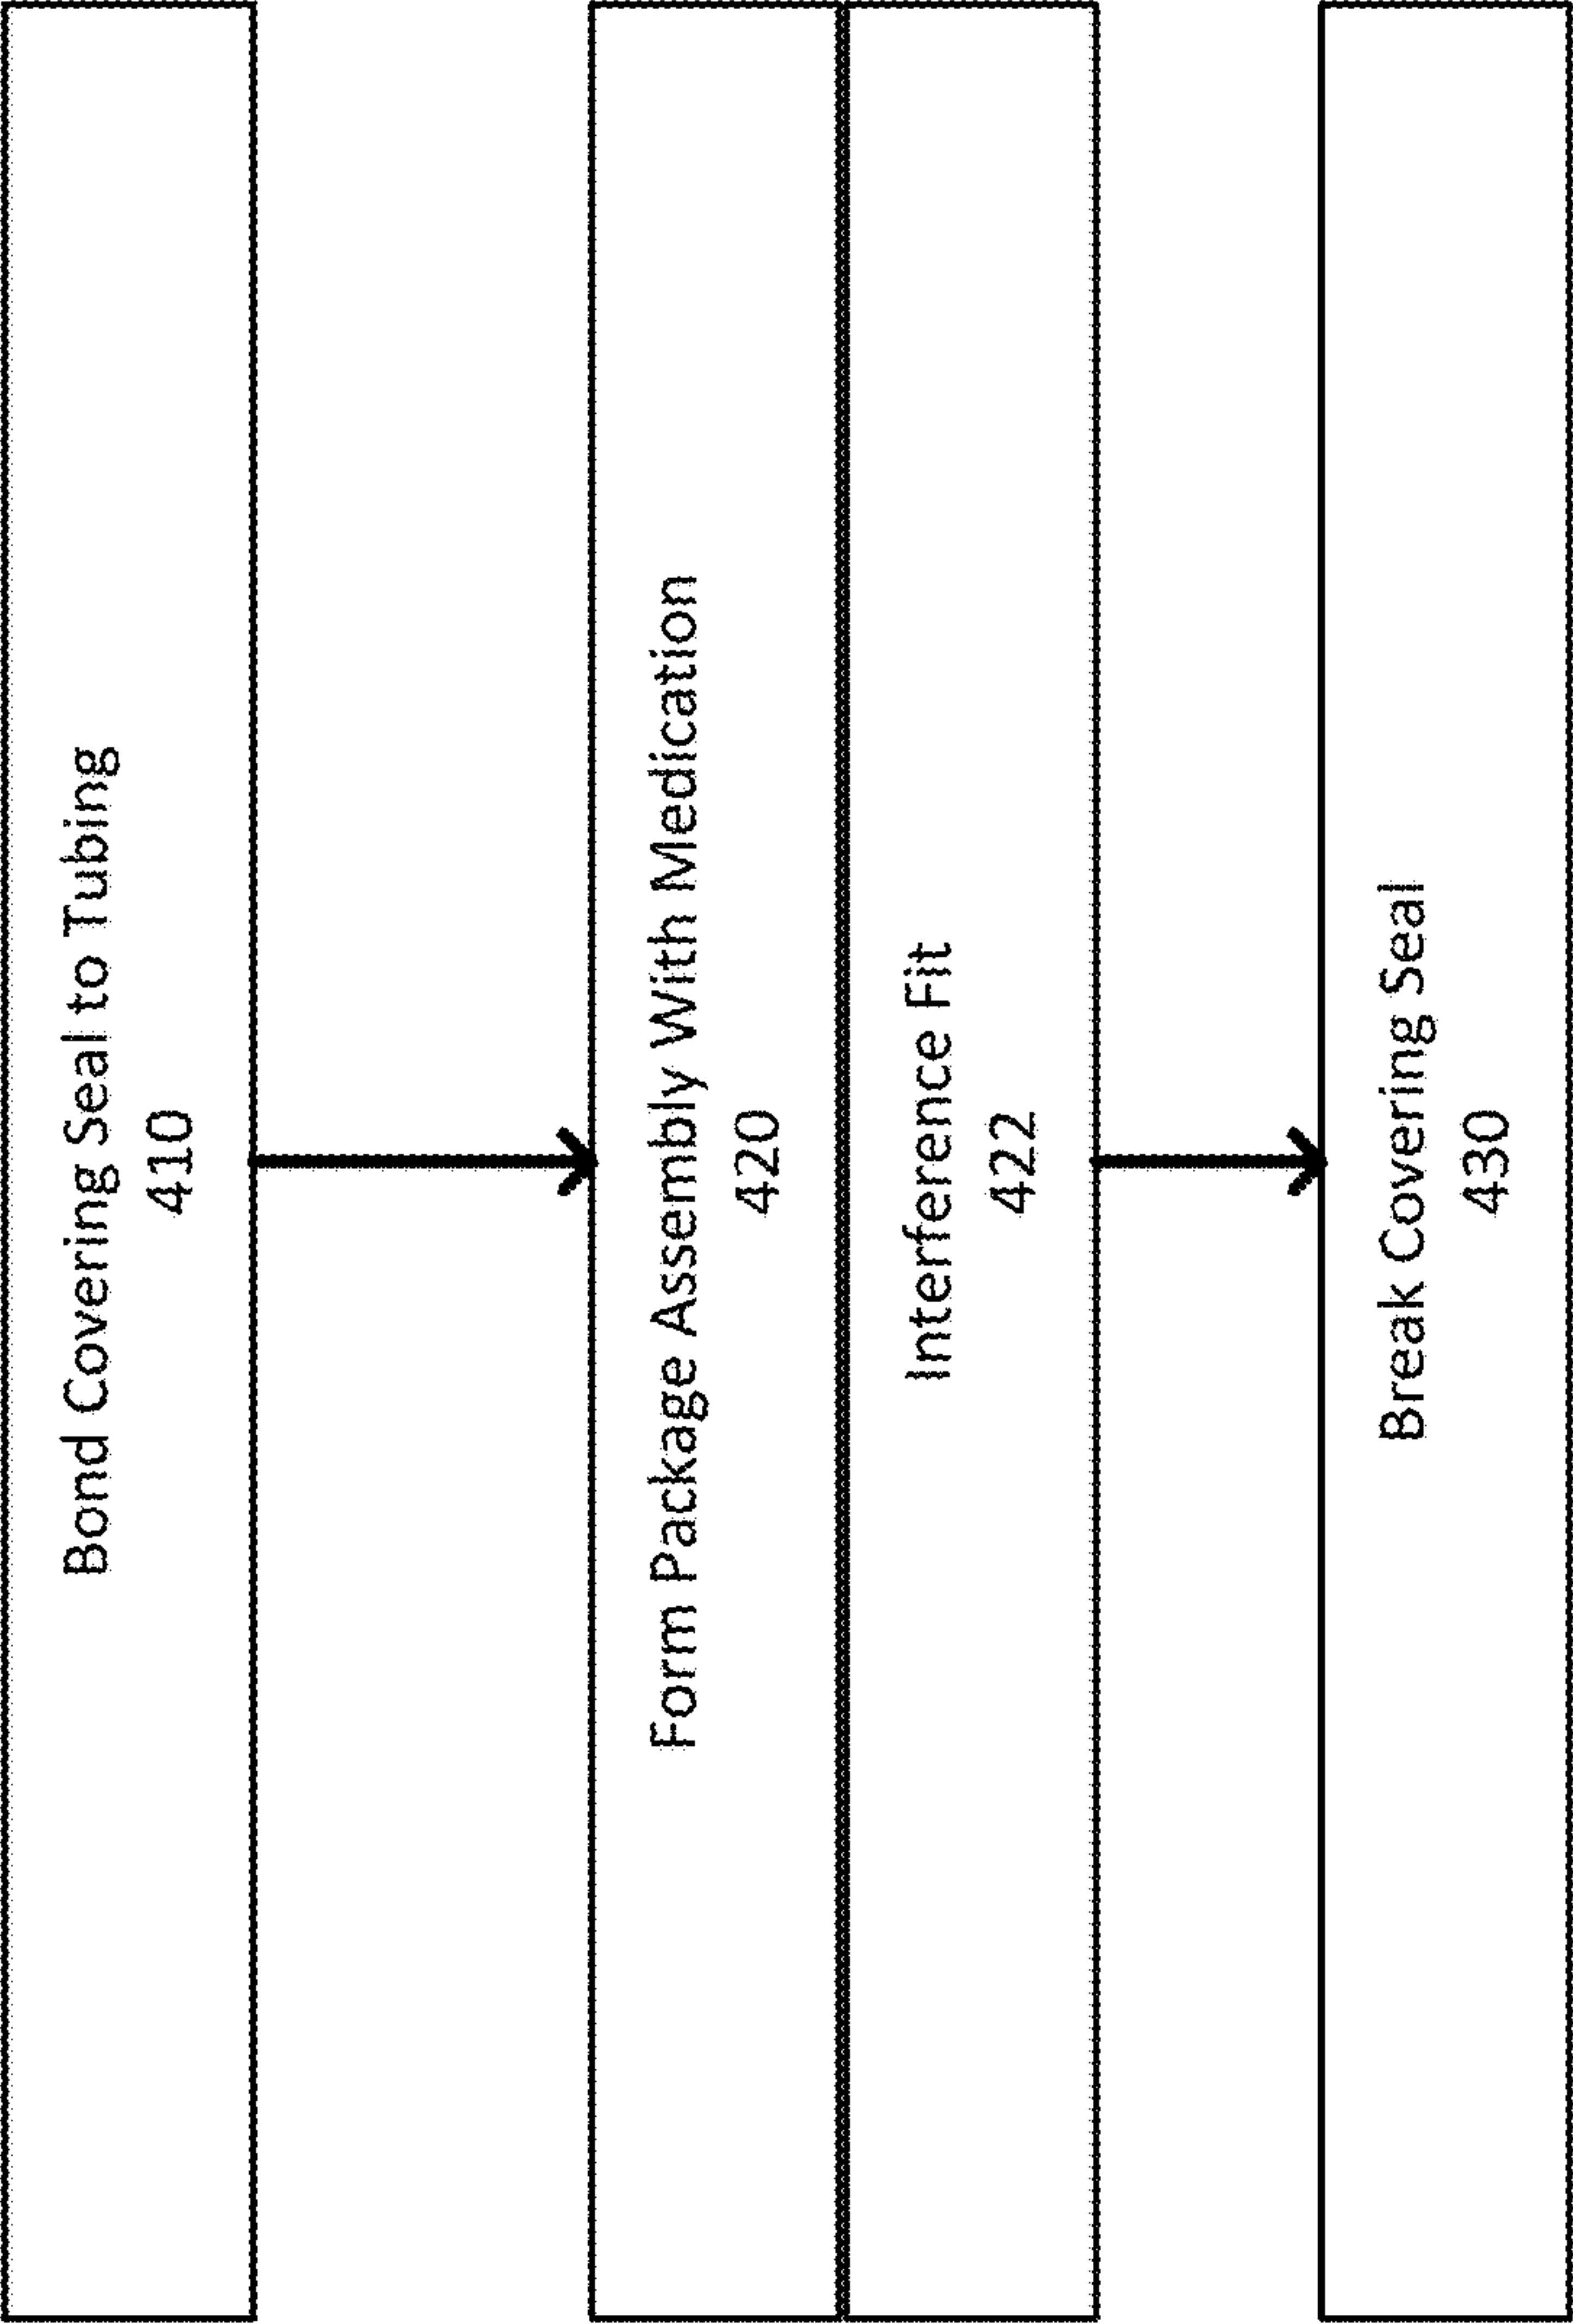 Bond Covering Seal to Tubing
410
Form Package Assembly With Medication
420
Interference Fit
422
Break Covering Seal
430